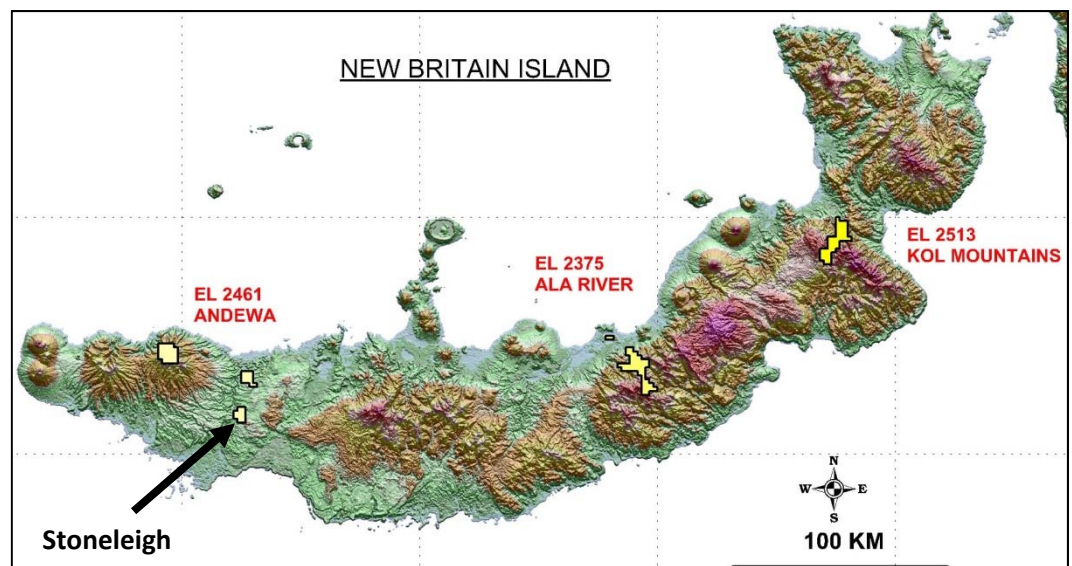 NEW BRITAIN ISLAND
EL 2513
KOL MOUNTAINS
EL 2375
ALA RIVER
EL 2461
ANDEWA
N
W E
S
Stoneleigh
100 KM